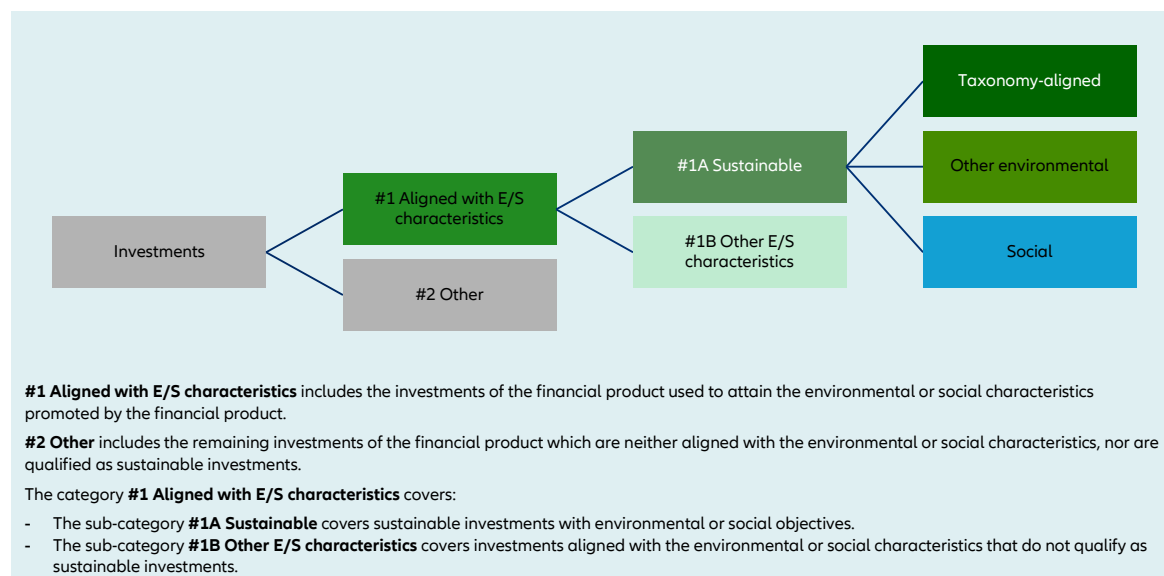 Taxonomy-aligned
#1A Sustainable
Other environmental
#1 Aligned with E/S
characteristics
#1B Other E/S
characteristics
Investments
Social
#2 Other
#1 Aligned with E/S characteristics includes the investments of the financial product used to attain the environmental or social characteristics
promoted by the financial product.
#2 Other includes the remaining investments of the financial product which are neither aligned with the environmental or social characteristics, nor are
qualified as sustainable investments.
The category #1 Aligned with E/S characteristics covers:
- The sub-category #1A Sustainable covers sustainable investments with environmental or social objectives.
- The sub-category #1B Other E/S characteristics covers investments aligned with the environmental or social characteristics that do not qualify as
sustainable investments.